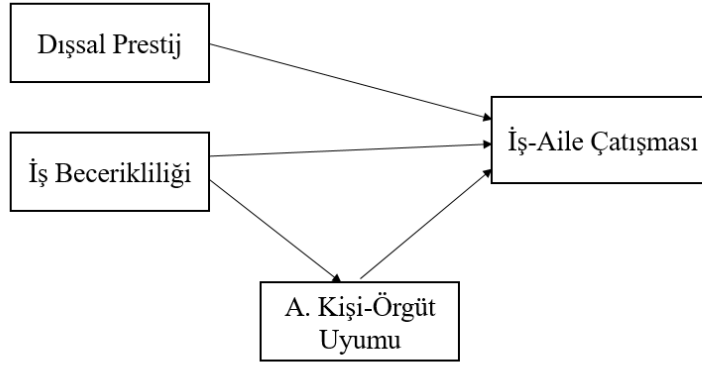 Dışsal Prestij
İş Becerikliliği
İş-Aile Çatışması
A. Kişi-Örgüt
Uyumu